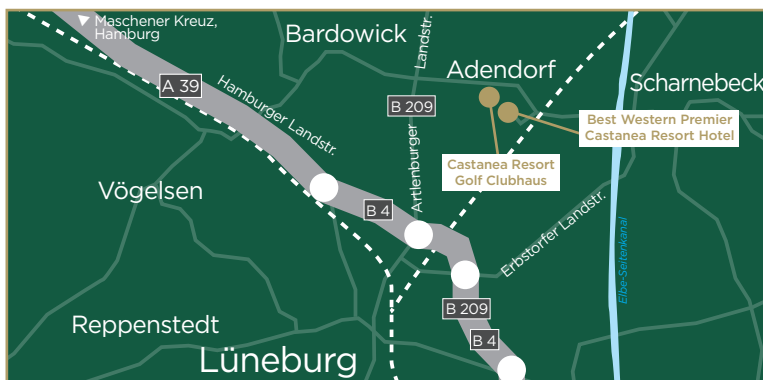 Maschener Kreuz,
Hamburg
Bardowick
Landstr.
Adendorf
Scharnebeck
A 39
Hamburger Landstr.
B 209
Best Western Premier
Castanea Resort Hotel
Castanea Resort
Golf Clubhaus
Vögelsen
Artlenburger
B 4
Erbstorfer Landstr.
Elbe-Seitenkanal
B 209
Reppenstedt
B 4
Lüneburg